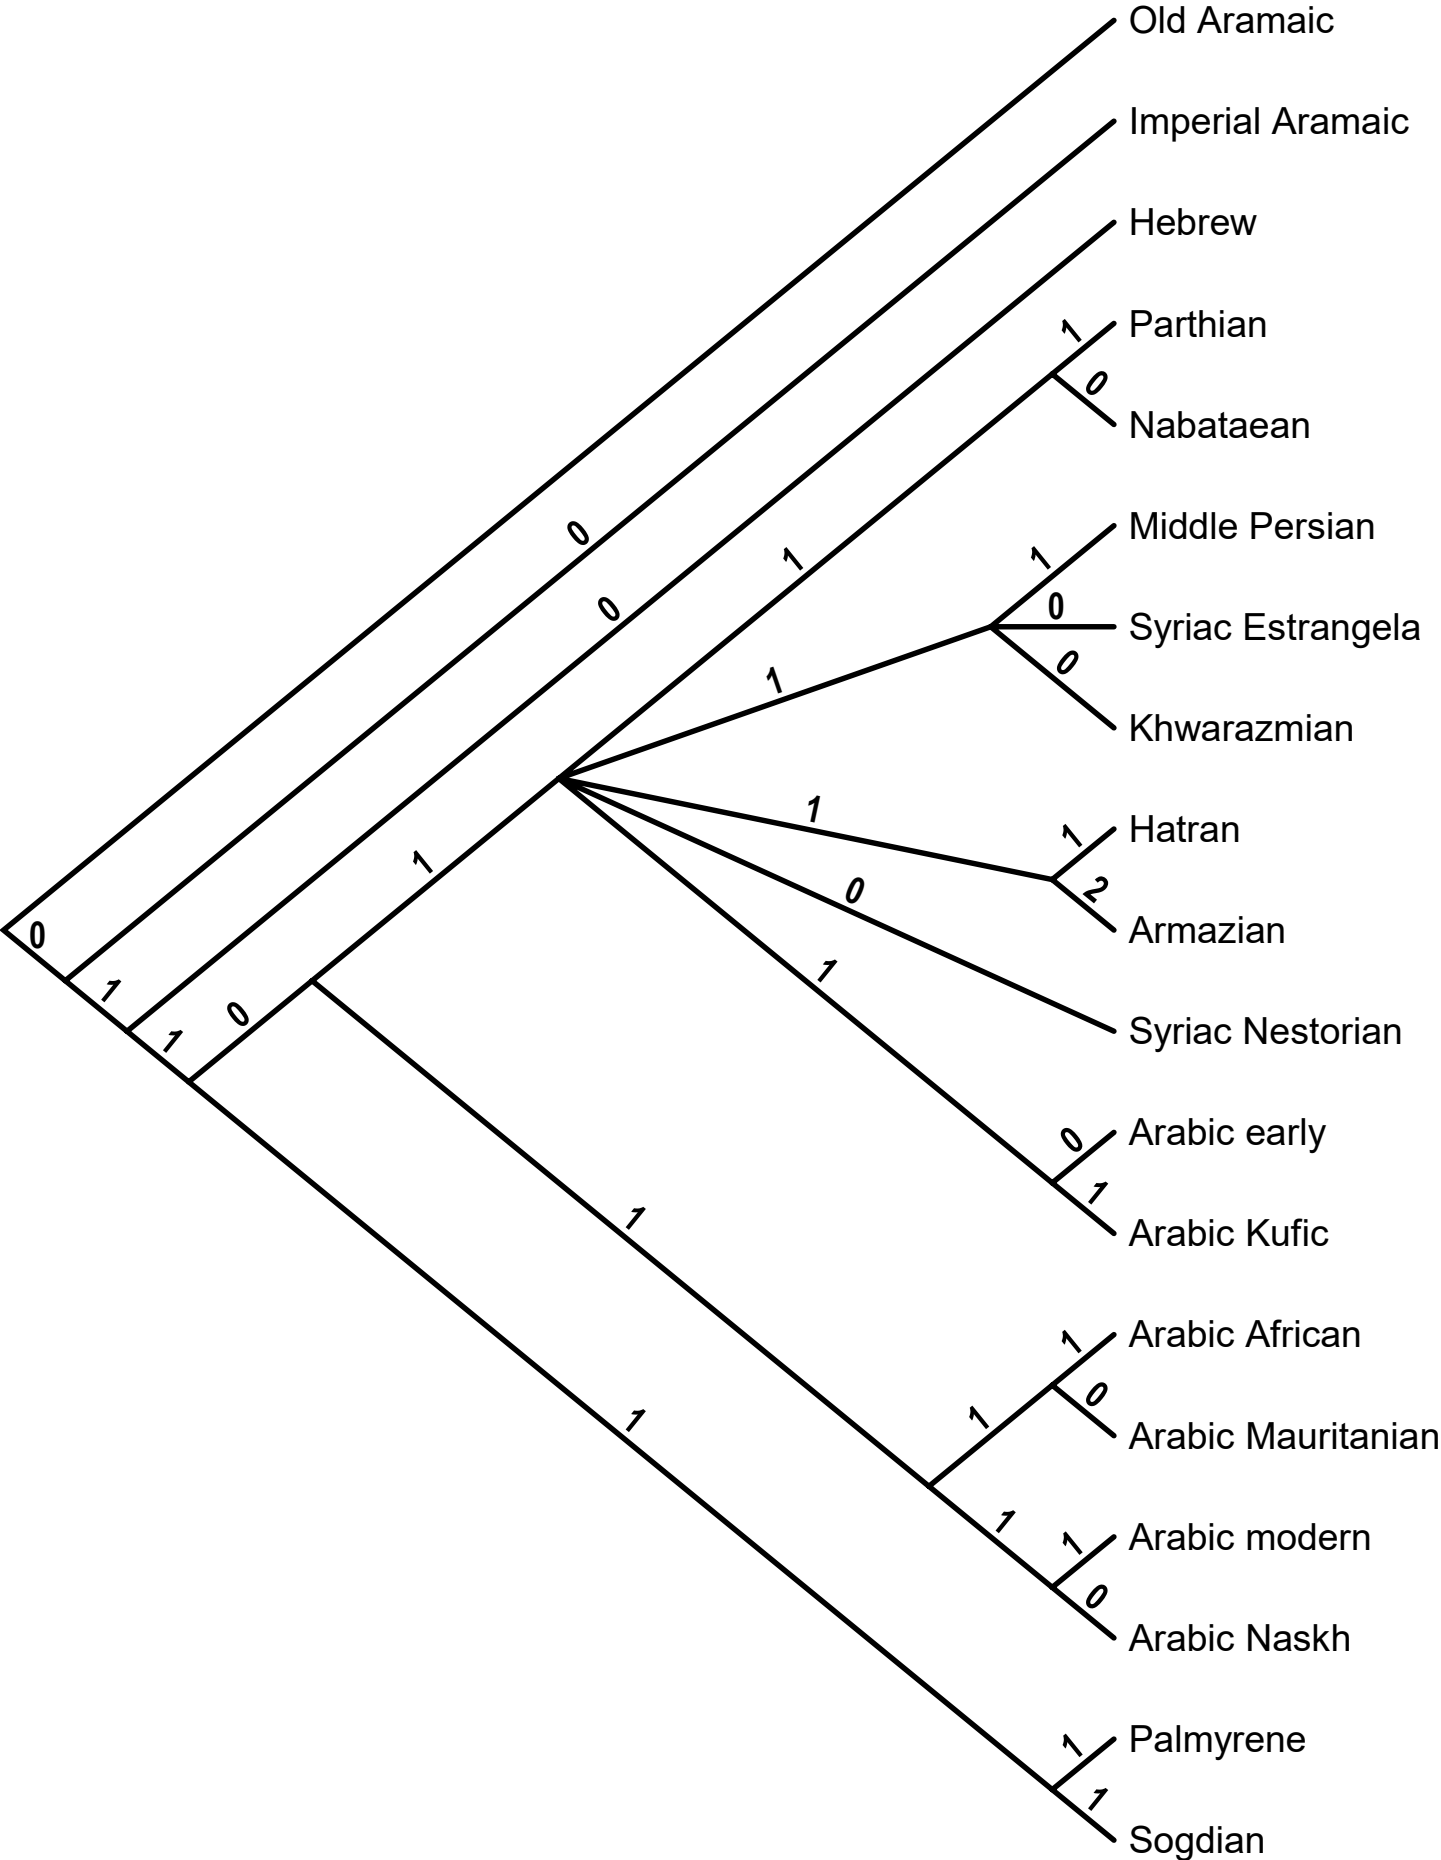 Old Aramaic
Imperial Aramaic
Hebrew
1 Parthian
0 Nabataean
Middle Persian
0
1
1
0 Syriac Estrangela
0
0
1
Khwarazmian
1
1 Hatran
1
0
2
Armazian
0
1
1
0
1
Syriac Nestorian
0 Arabic early
1
1
Arabic Kufic
1 Arabic African
0
1
1
Arabic Mauritanian
1
1 Arabic modern
0
Arabic Naskh
1 Palmyrene
1
Sogdian